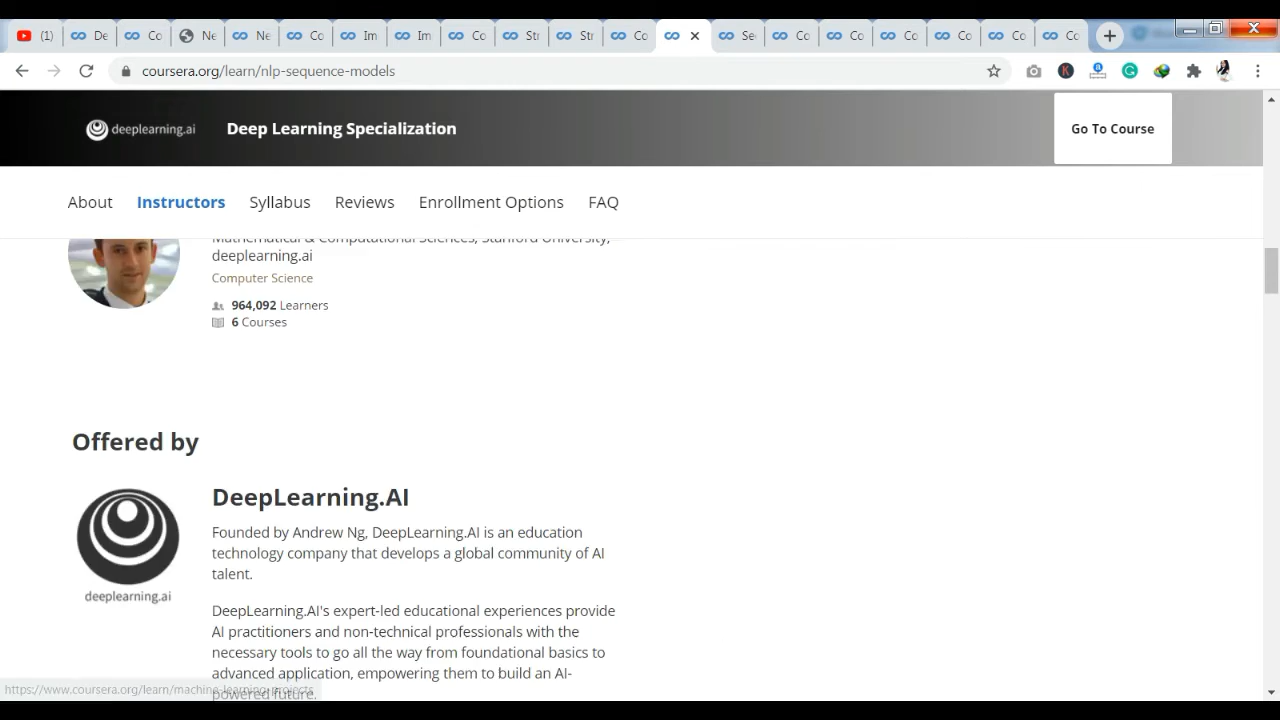 (1) De Co Ne Ne Co Im Im Co St Str Co Se Co Co Co Co Co Co
coursera.org/learn/nlp-sequence-models
deeplearning.ai Deep Learning Specialization Go To Course
About Instructors Syllabus Reviews Enrollment Options FAQ
Mathematical & Computational Sciences, Stanford University,
deeplearning.ai
Computer Science
964,092 Learners
6 Courses
Offered by
DeepLearning.AI
Founded by Andrew Ng, DeepLearning.AI is an education
technology company that develops a global community of AI
talent.
deeplearning.ai
DeepLearning.AI's expert-led educational experiences provide
AI practitioners and non-technical professionals with the
necessary tools to go all the way from foundational basics to
advanced application, empowering them to build an AI-
powered future.
https://www.coursera.org/learn/machine-learning-projects